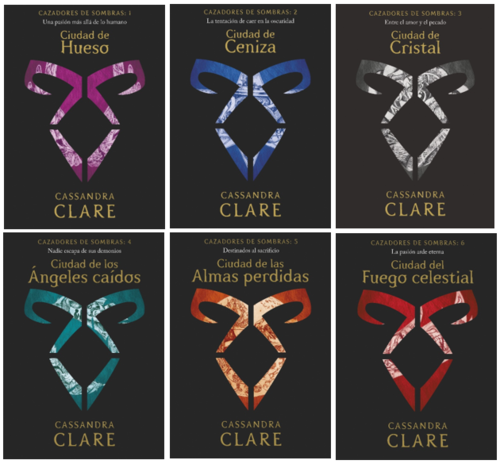 CAZADORES DE SOMBRAS: 1
Una pasión más allá de lo humano
Ciudad de
Hueso
CASSANDRA
CLARE
CAZADORES DE SOMBRAS: 2
La tentación de caer en la oscuridad
Ciudad de
Ceniza
CASSANDRA
CLARE
CAZADORES DE SOMBRAS: 3
Entre el amor y el pecado
Ciudad de
Cristal
CASSANDRA
CLARE
CAZADORES DE SOMBRAS: 4
Nadie escapa de sus demonios
Ciudad de los
Ángeles caídos
CASSANDRA
CLARE
CAZADORES DE SOMBRAS: 5
Destinados al sacrificio
Ciudad de las
Almas perdidas
CASSANDRA
CLARE
CAZADORES DE SOMBRAS: 6
La pasión arde eterna
Ciudad del
Fuego celestial
CASSANDRA
CLARE